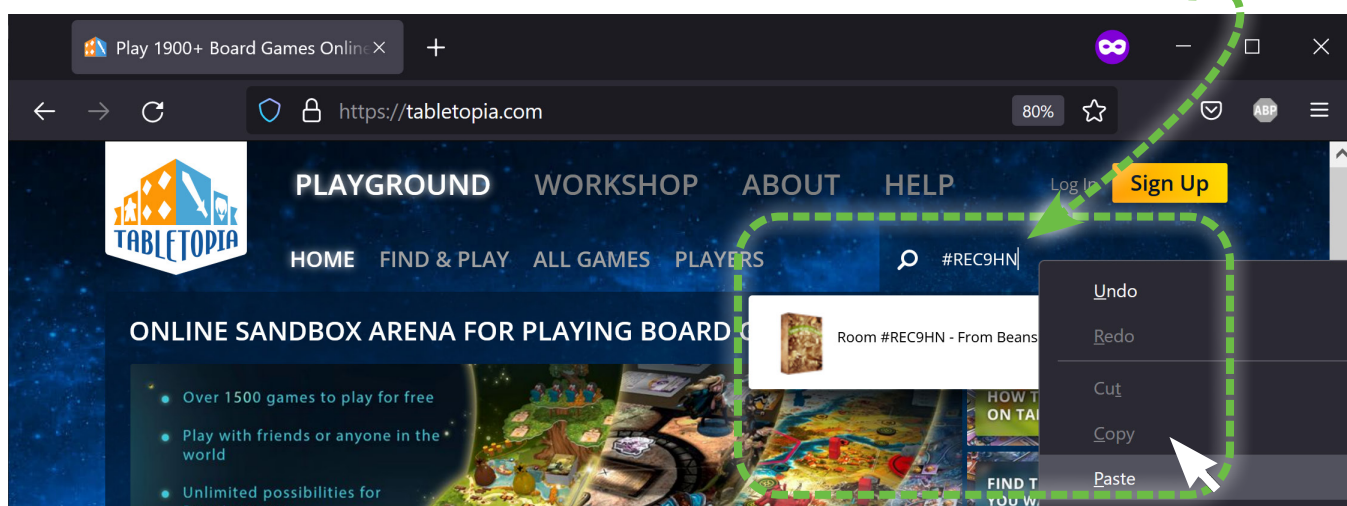 Play 1900+ Board Games Online
https://tabletopia.com
80%
ABP
PLAYGROUND WORKSHOP ABOUT HELP
Log In
Sign Up
TABLETOPIA
HOME FIND & PLAY ALL GAMES PLAYERS
#REC9HN
Undo
Redo
Cut
Copy
Paste
ONLINE SANDBOX ARENA FOR PLAYING BOARD
Room #REC9HN - From Beans
Over 1500 games to play for free
Play with friends or anyone in the
world
Unlimited possibilities for
HOW
ON
FIND
YOU